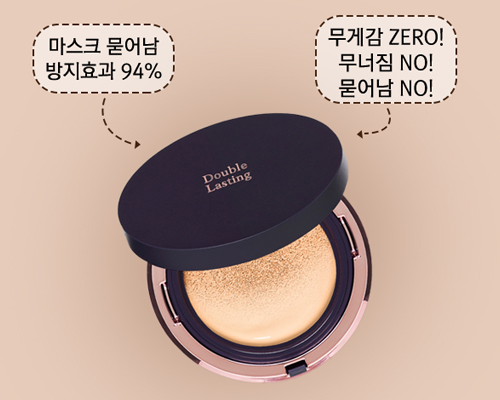 마스크 묻어남
방지효과 94%
무게감 ZERO!
무너짐 NO!
묻어남 NO!
Double
Lasting